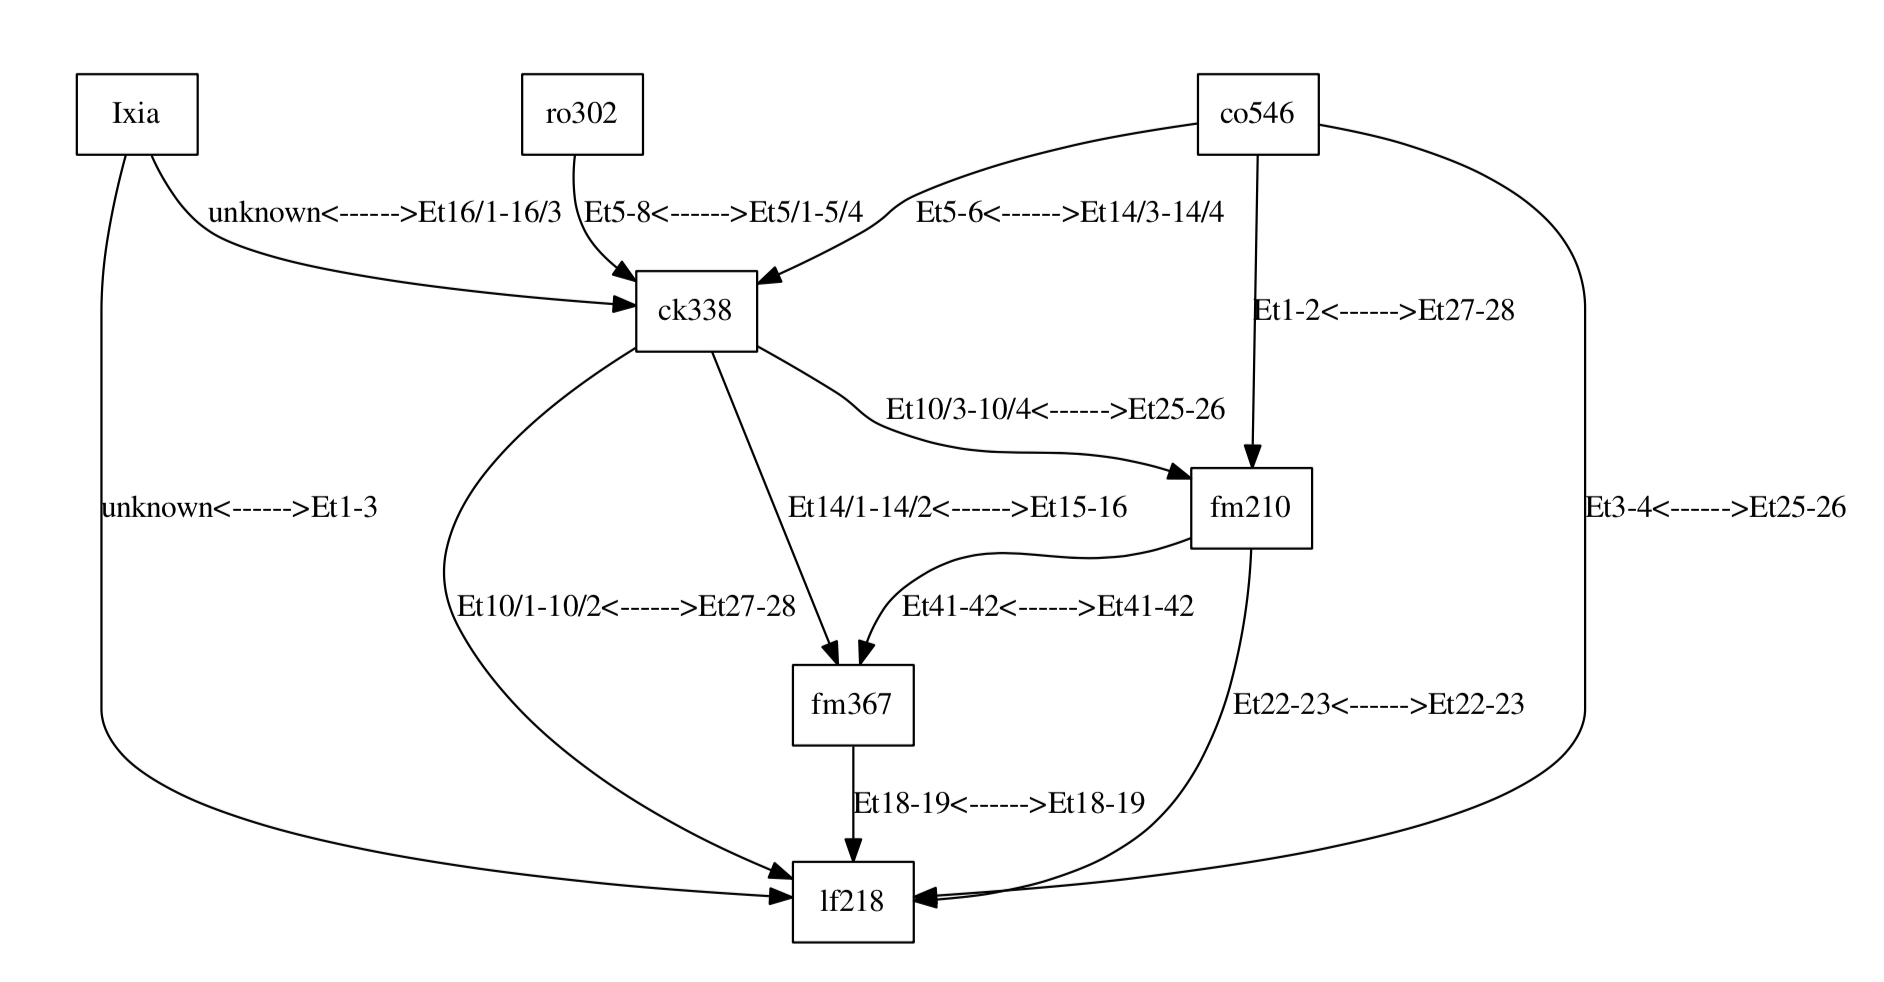 Ixia
ro302
co546
unknown<------>Et16/1-16/3
Et5-8<------>Et5/1-5/4
Et5-6<------>Et14/3-14/4
ck338
Et1-2<------>Et27-28
Et10/3-10/4<------>Et25-26
unknown<------>Et1-3
Et14/1-14/2<------>Et15-16
fm210
Et3-4<------>Et25-26
Et10/1-10/2<------>Et27-28
Et41-42<------>Et41-42
fm367
Et22-23<------>Et22-23
Et18-19<------>Et18-19
lf218